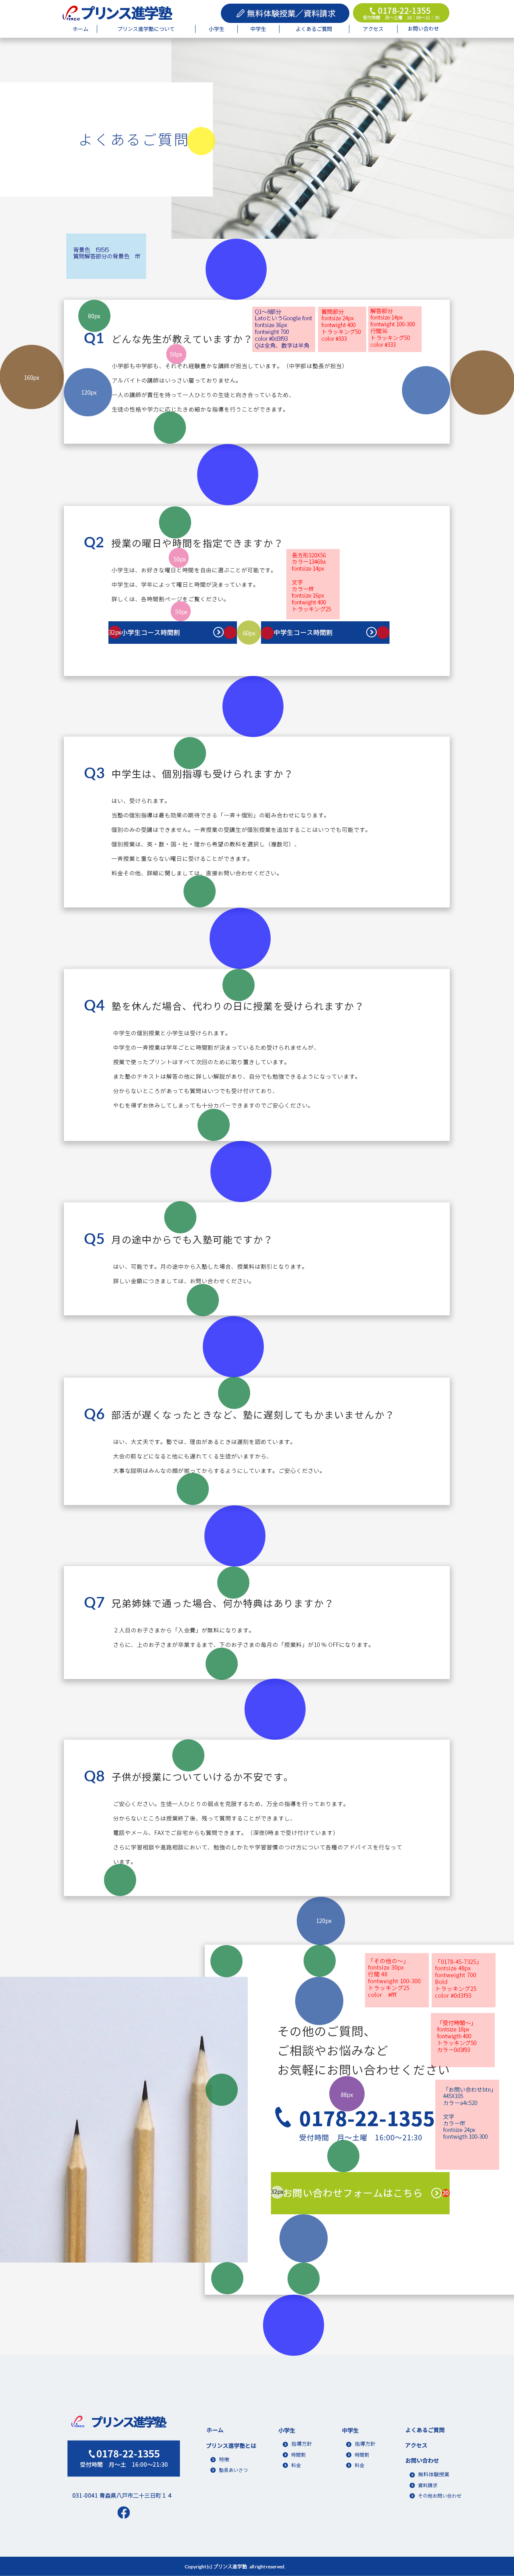 プリンス進学塾
無料体験授業／資料請求
0178-22-1355
受付時間　月〜土曜　16：00〜21：30
ホーム
プリンス進学塾について
小学生
中学生
よくあるご質問
アクセス
お問い合わせ
よくあるご質問
背景色　f5f5f5
質問解答部分の背景色　fff
80px
Q1〜8部分
LatoというGoogle font
fontsize 36px
fontwight 700
color #0d3f93
Qは全角、数字は半角
質問部分
fontsize 24px
fontwight 400
トラッキング50
color #333
解答部分
fontsize 14px
fontwight 100-300
行間36
トラッキング50
color #333
Q1 どんな先生が教えていますか？
50px
160px
120px
小学部も中学部も、それぞれ経験豊かな講師が担当しています。（中学部は塾長が担当）
アルバイトの講師はいっさい雇っておりません。
一人の講師が責任を持って一人ひとりの生徒と向き合っているため、
生徒の性格や学力に応じたきめ細かな指導を行うことができます。
Q2 授業の曜日や時間を指定できますか？
50px
小学生は、お好きな曜日と時間を自由に選ぶことが可能です。
中学生は、学年によって曜日と時間が決まっています。
詳しくは、各時間割ページをご覧ください。
長方形320X56
カラー13469a
fontsize 14px
文字
カラーfff
fontsize 16px
fontwight 400
トラッキング25
56px
32px
小学生コース時間割
60px
中学生コース時間割
Q3 中学生は、個別指導も受けられますか？
はい、受けられます。
当塾の個別指導は最も効果の期待できる「一斉＋個別」の組み合わせになります。
個別のみの受講はできません。一斉授業の受講生が個別授業を追加することはいつでも可能です。
個別授業は、英・数・国・社・理から希望の教科を選択し（複数可）、
一斉授業と重ならない曜日に受けることができます。
料金その他、詳細に関しましては、直接お問い合わせください。
Q4 塾を休んだ場合、代わりの日に授業を受けられますか？
中学生の個別授業と小学生は受けられます。
中学生の一斉授業は学年ごとに時間割が決まっているため受けられませんが、
授業で使ったプリントはすべて次回のために取り置きしています。
また塾のテキストは解答の他に詳しい解説があり、自分でも勉強できるようになっています。
分からないところがあっても質問はいつでも受け付けており、
やむを得ずお休みしてしまっても十分カバーできますのでご安心ください。
Q5 月の途中からでも入塾可能ですか？
はい、可能です。月の途中から入塾した場合、授業料は割引となります。
詳しい金額につきましては、お問い合わせください。
Q6 部活が遅くなったときなど、塾に遅刻してもかまいませんか？
はい、大丈夫です。塾では、理由があるときは遅刻を認めています。
大会の前などになると他にも遅れてくる生徒がいますから、
大事な説明はみんなの顔が揃ってからするようにしています。ご安心ください。
Q7 兄弟姉妹で通った場合、何か特典はありますか？
２人目のお子さまから「入会費」が無料になります。
さらに、上のお子さまが卒業するまで、下のお子さまの毎月の「授業料」が10 % OFFになります。
Q8 子供が授業についていけるか不安です。
ご安心ください。生徒一人ひとりの弱点を克服するため、万全の指導を行っております。
分からないところは授業終了後、残って質問することができますし、
電話やメール、FAXでご自宅からも質問できます。（深夜0時まで受け付けています）
さらに学習相談や進路相談において、勉強のしかたや学習習慣のつけ方について各種のアドバイスを行なって
います。
120px
「その他の〜」
fontsize 30px
行間 48
fontweight 100-300
トラッキング25
color　#fff
「0178-45-7325」
fontsize 48px
fontweight 700
Bold
トラッキング25
color #0d3f93
その他のご質問、
ご相談やお悩みなど
お気軽にお問い合わせください
「受付時間〜」
fontsize 18px
fontwigth 400
トラッキング50
カラー0d3f93
88px
0178-22-1355
受付時間　月〜土曜　16:00〜21:30
「お問い合わせbtn」
445X105
カラーa4c520
文字
カラーfff
fontsize 24px
fontwigth 100-300
32px
お問い合わせフォームはこちら
20
プリンス進学塾
0178-22-1355
受付時間　月〜土　16:00〜21:30
031-0041 青森県八戸市二十三日町１４
ホーム
プリンス進学塾とは
特徴
塾長あいさつ
小学生
指導方針
時間割
料金
中学生
指導方針
時間割
料金
よくあるご質問
アクセス
お問い合わせ
無料体験授業
資料請求
その他お問い合わせ
Copyright (c) プリンス進学塾 .all right reserved.